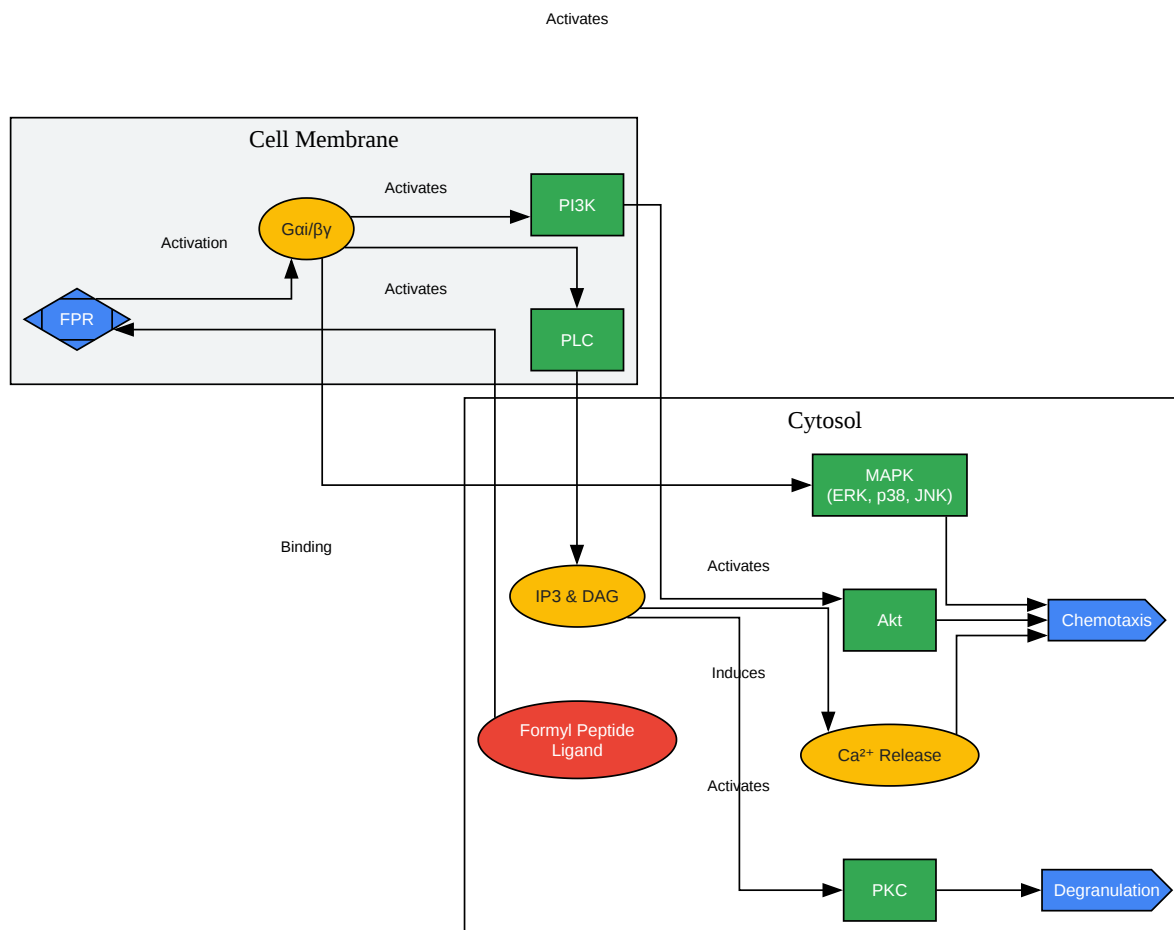 Activates
Cell Membrane
Activates
PI3K
Gαi/βγ
Activation
Activates
FPR
PLC
Cytosol
MAPK
(ERK, p38, JNK)
Binding
Activates
IP3 & DAG
Akt
Chemotaxis
Induces
Formyl Peptide
Ligand
Ca²⁺ Release
Activates
PKC
Degranulation